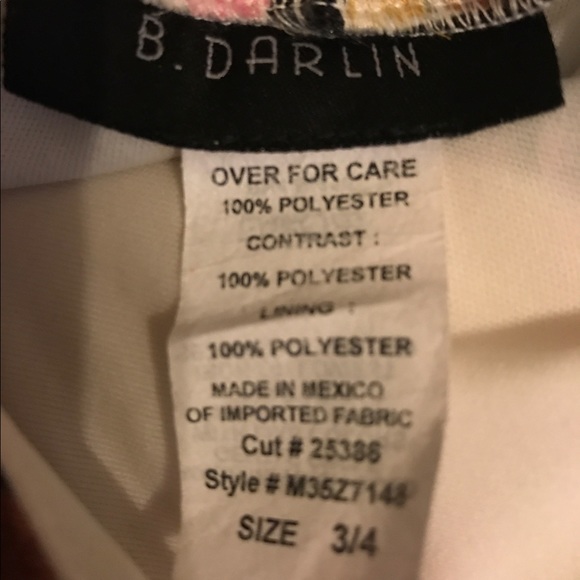 B. DARLIN
OVER FOR CARE
100% POLYESTER
CONTRAST :
100% POLYESTER
LINING :
100% POLYESTER
MADE IN MEXICO
OF IMPORTED FABRIC
Cut # 25386
Style # M35Z7148
SIZE 3/4